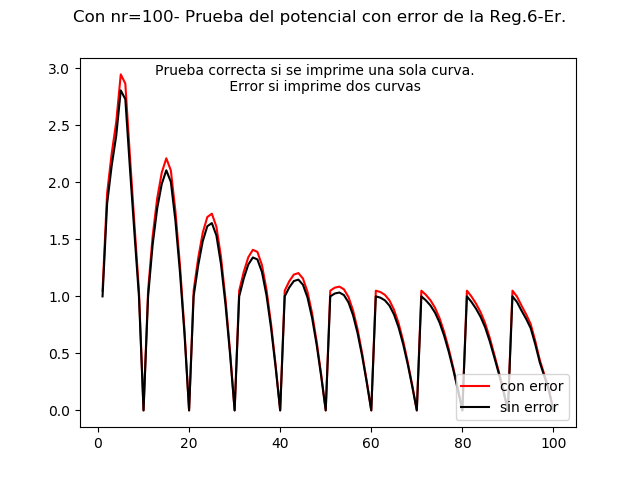 Con nr=100- Prueba del potencial con error de la Reg.6-Er.
Prueba correcta si se imprime una sola curva.
Error si imprime dos curvas
3.0
2.5
2.0
1.5
1.0
0.5
0.0
con error
sin error
0 20 40 60 80 100